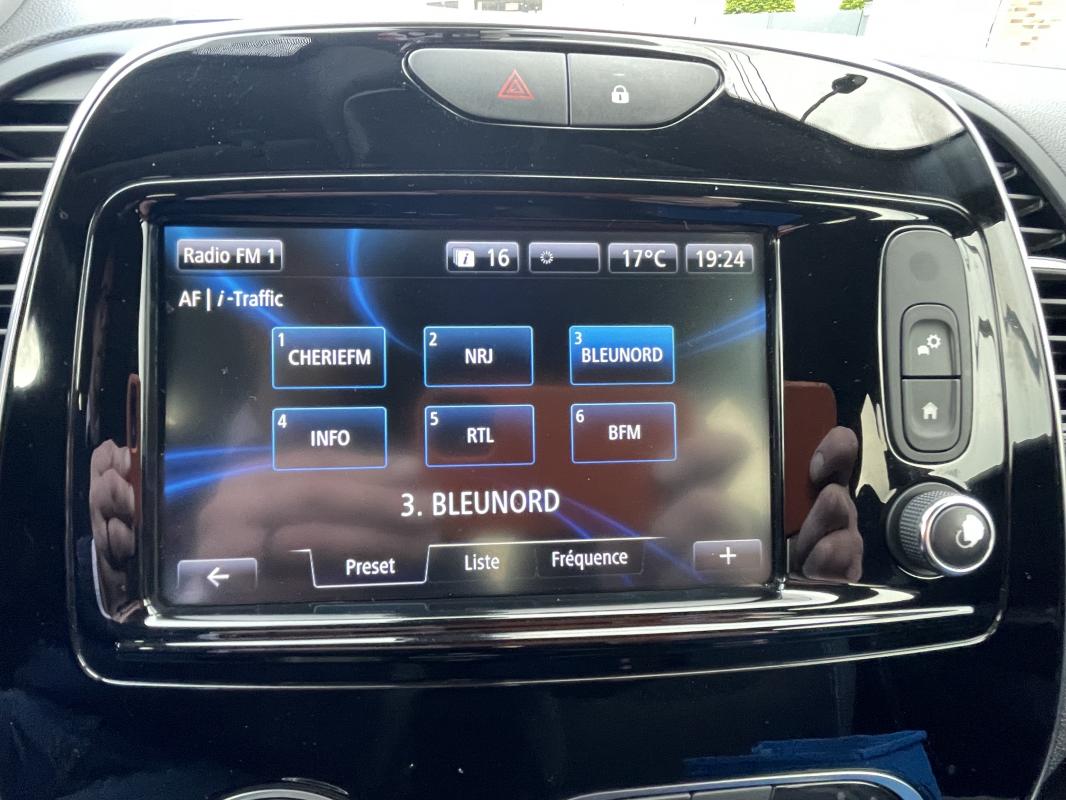 Radio FM 1 16 17°C 19:24
AF | i-Traffic
1 CHERIEFM 2 NRJ 3 BLEUNORD
4 INFO 5 RTL 6 BFM
3. BLEUNORD
Preset Liste Fréquence +